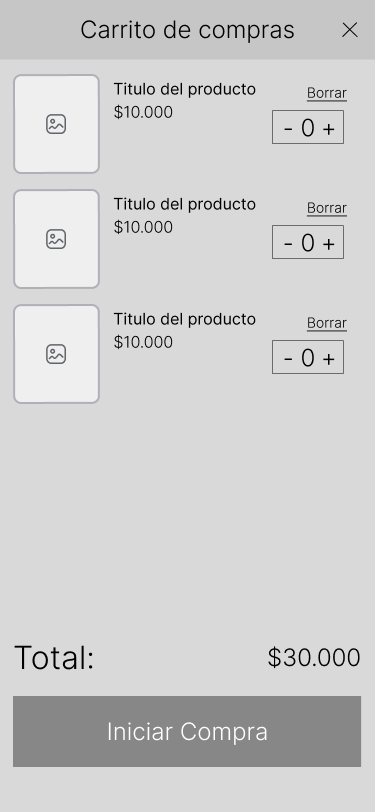 Carrito de compras
Titulo del producto
Borrar
$10.000
- 0 +
Titulo del producto
Borrar
$10.000
- 0 +
Titulo del producto
Borrar
$10.000
- 0 +
Total: $30.000
Iniciar Compra